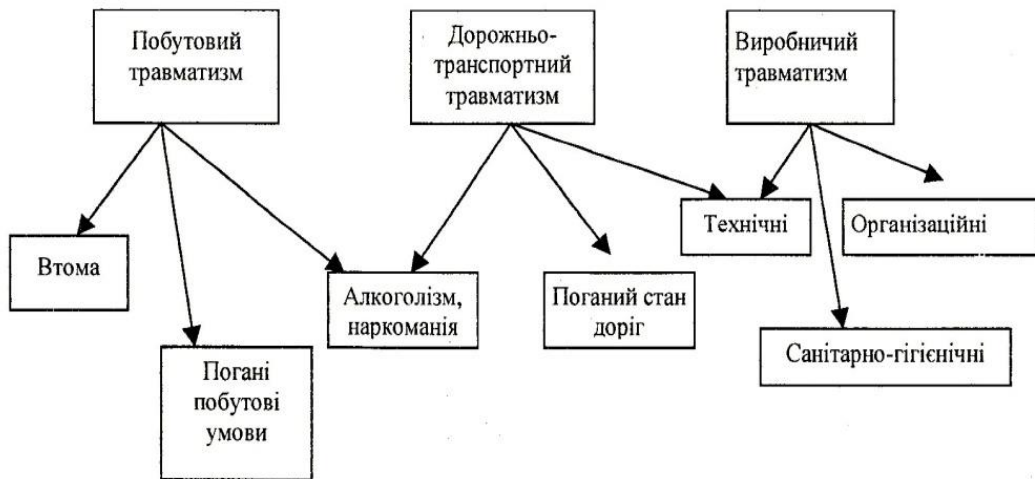 Побутовий
травматизм
Дорожньо-
транспортний
травматизм
Виробничий
травматизм
Втома
Погані
побутові
умови
Алкоголізм,
наркоманія
Поганий стан
доріг
Технічні
Організаційні
Санітарно-гігієнічні